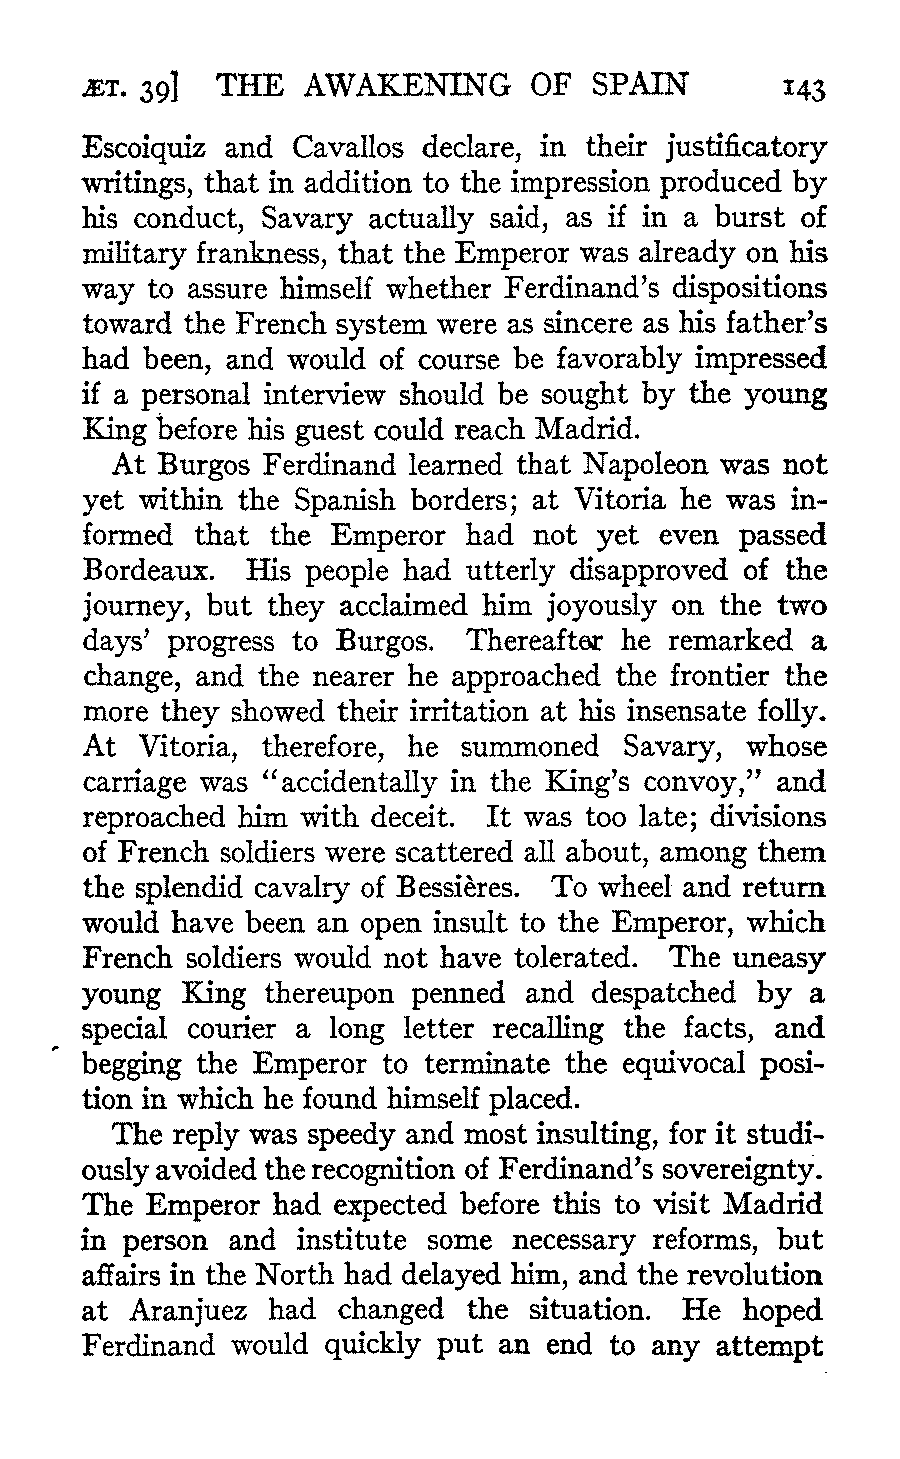 ÆT. 39] THE AWAKENING OF SPAIN 143
Escoiquiz and Cavallos declare, in their justificatory
writings, that in addition to the impression produced by
his conduct, Savary actually said, as if in a burst of
military frankness, that the Emperor was already on his
way to assure himself whether Ferdinand's dispositions
toward the French system were as sincere as his father's
had been, and would of course be favorably impressed
if a personal interview should be sought by the young
King before his guest could reach Madrid.
At Burgos Ferdinand learned that Napoleon was not
yet within the Spanish borders; at Vitoria he was in-
formed that the Emperor had not yet even passed
Bordeaux. His people had utterly disapproved of the
journey, but they acclaimed him joyously on the two
days' progress to Burgos. Thereafter he remarked a
change, and the nearer he approached the frontier the
more they showed their irritation at his insensate folly.
At Vitoria, therefore, he summoned Savary, whose
carriage was "accidentally in the King's convoy," and
reproached him with deceit. It was too late; divisions
of French soldiers were scattered all about, among them
the splendid cavalry of Bessières. To wheel and return
would have been an open insult to the Emperor, which
French soldiers would not have tolerated. The uneasy
young King thereupon penned and despatched by a
special courier a long letter recalling the facts, and
begging the Emperor to terminate the equivocal posi-
tion in which he found himself placed.
The reply was speedy and most insulting, for it studi-
ously avoided the recognition of Ferdinand's sovereignty.
The Emperor had expected before this to visit Madrid
in person and institute some necessary reforms, but
affairs in the North had delayed him, and the revolution
at Aranjuez had changed the situation. He hoped
Ferdinand would quickly put an end to any attempt